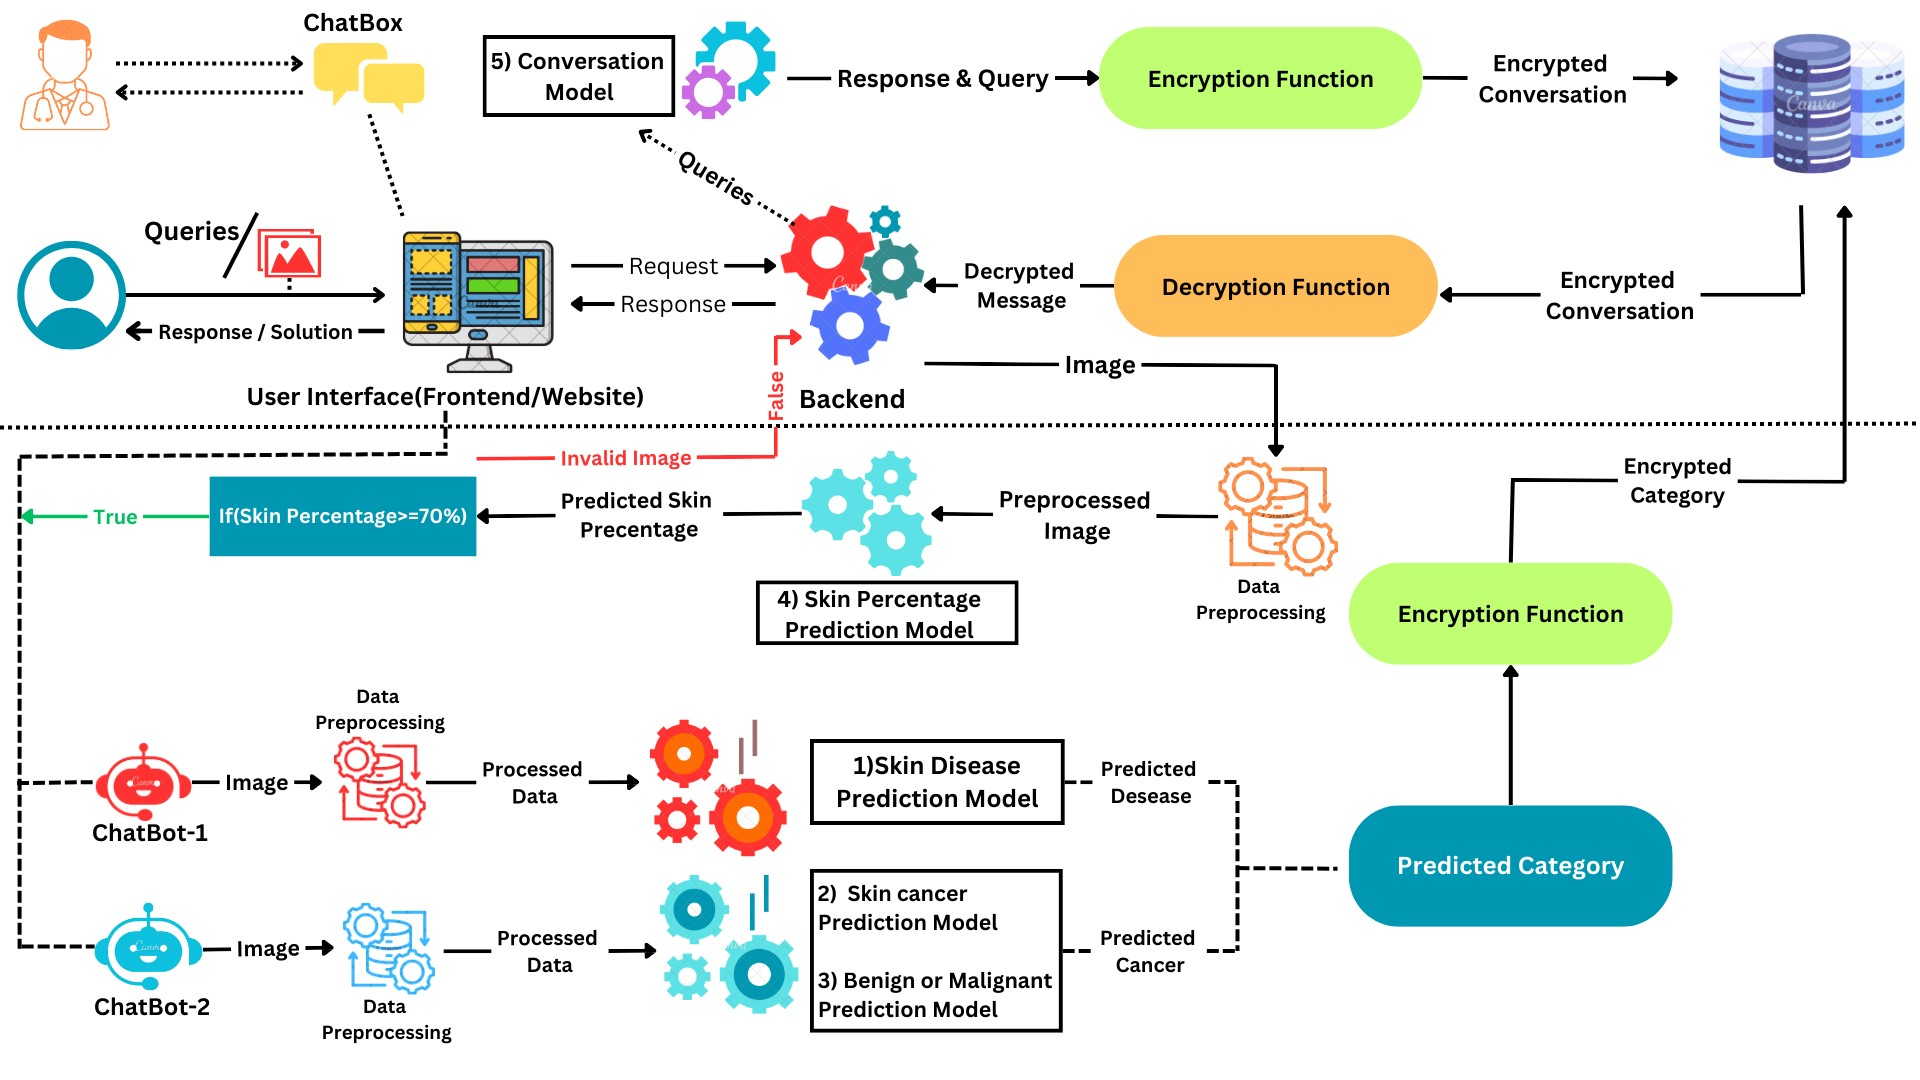 ChatBox
5) Conversation
Model
Response & Query
Encryption Function
Encrypted
Conversation
Canva
Queries
Queries/
Request
Response
Response / Solution
Decrypted
Message
Decryption Function
Encrypted
Conversation
Image
User Interface(Frontend/Website)
False
Backend
Invalid Image
True
If(Skin Percentage>=70%)
Predicted Skin
Precentage
Preprocessed
Image
Encrypted
Category
4) Skin Percentage
Prediction Model
Data
Preprocessing
Encryption Function
Data
Preprocessing
Canva
Image
Processed
Data
ChatBot-1
1)Skin Disease
Prediction Model
Predicted
Desease
Predicted Category
Canva
Image
Data
Preprocessing
Processed
Data
ChatBot-2
2) Skin cancer
Prediction Model
3) Benign or Malignant
Prediction Model
Predicted
Cancer